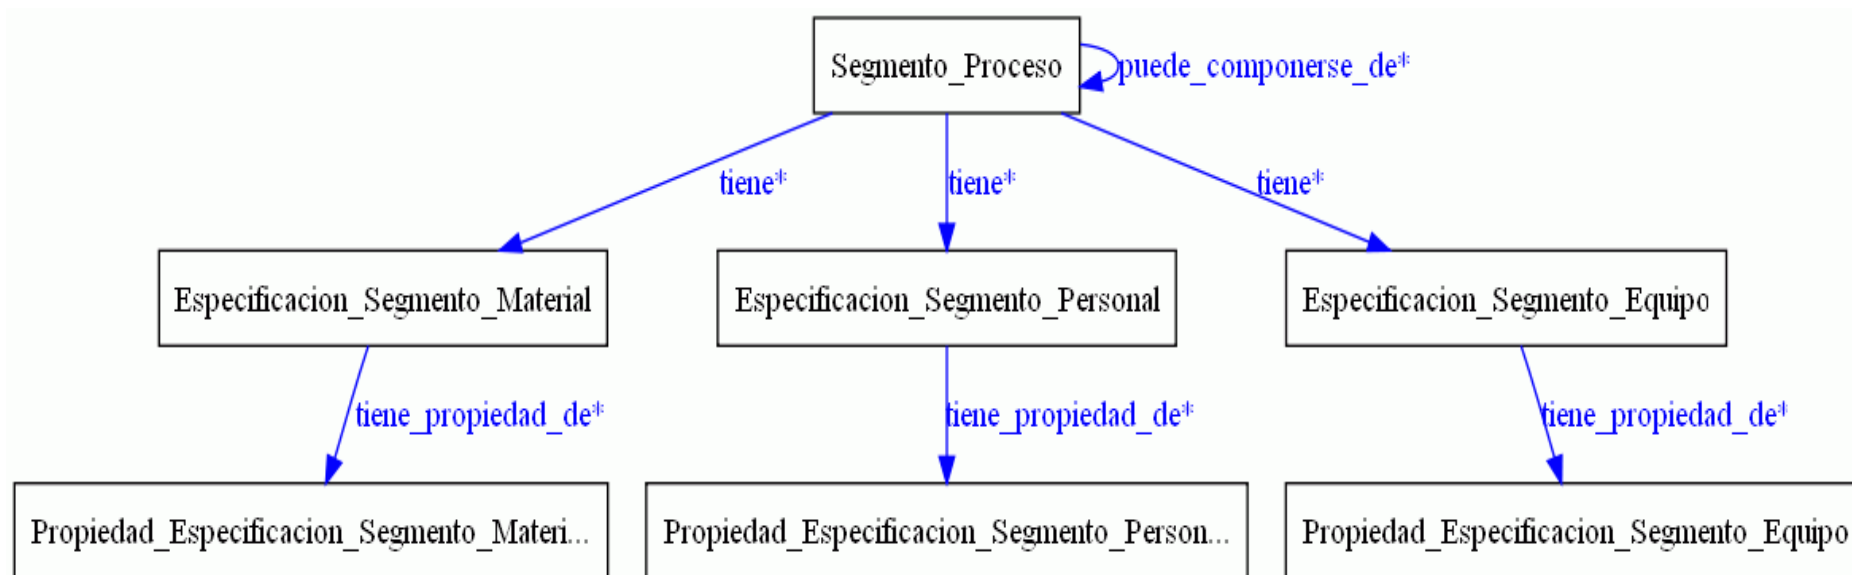 Segmento_Proceso
puede_componerse_de*
tiene*
tiene*
tiene*
Especificacion_Segmento_Material
Especificacion_Segmento_Personal
Especificacion_Segmento_Equipo
tiene_propiedad_de*
tiene_propiedad_de*
tiene_propiedad_de*
Propiedad_Especificacion_Segmento_Materi...
Propiedad_Especificacion_Segmento_Person...
Propiedad_Especificacion_Segmento_Equipo